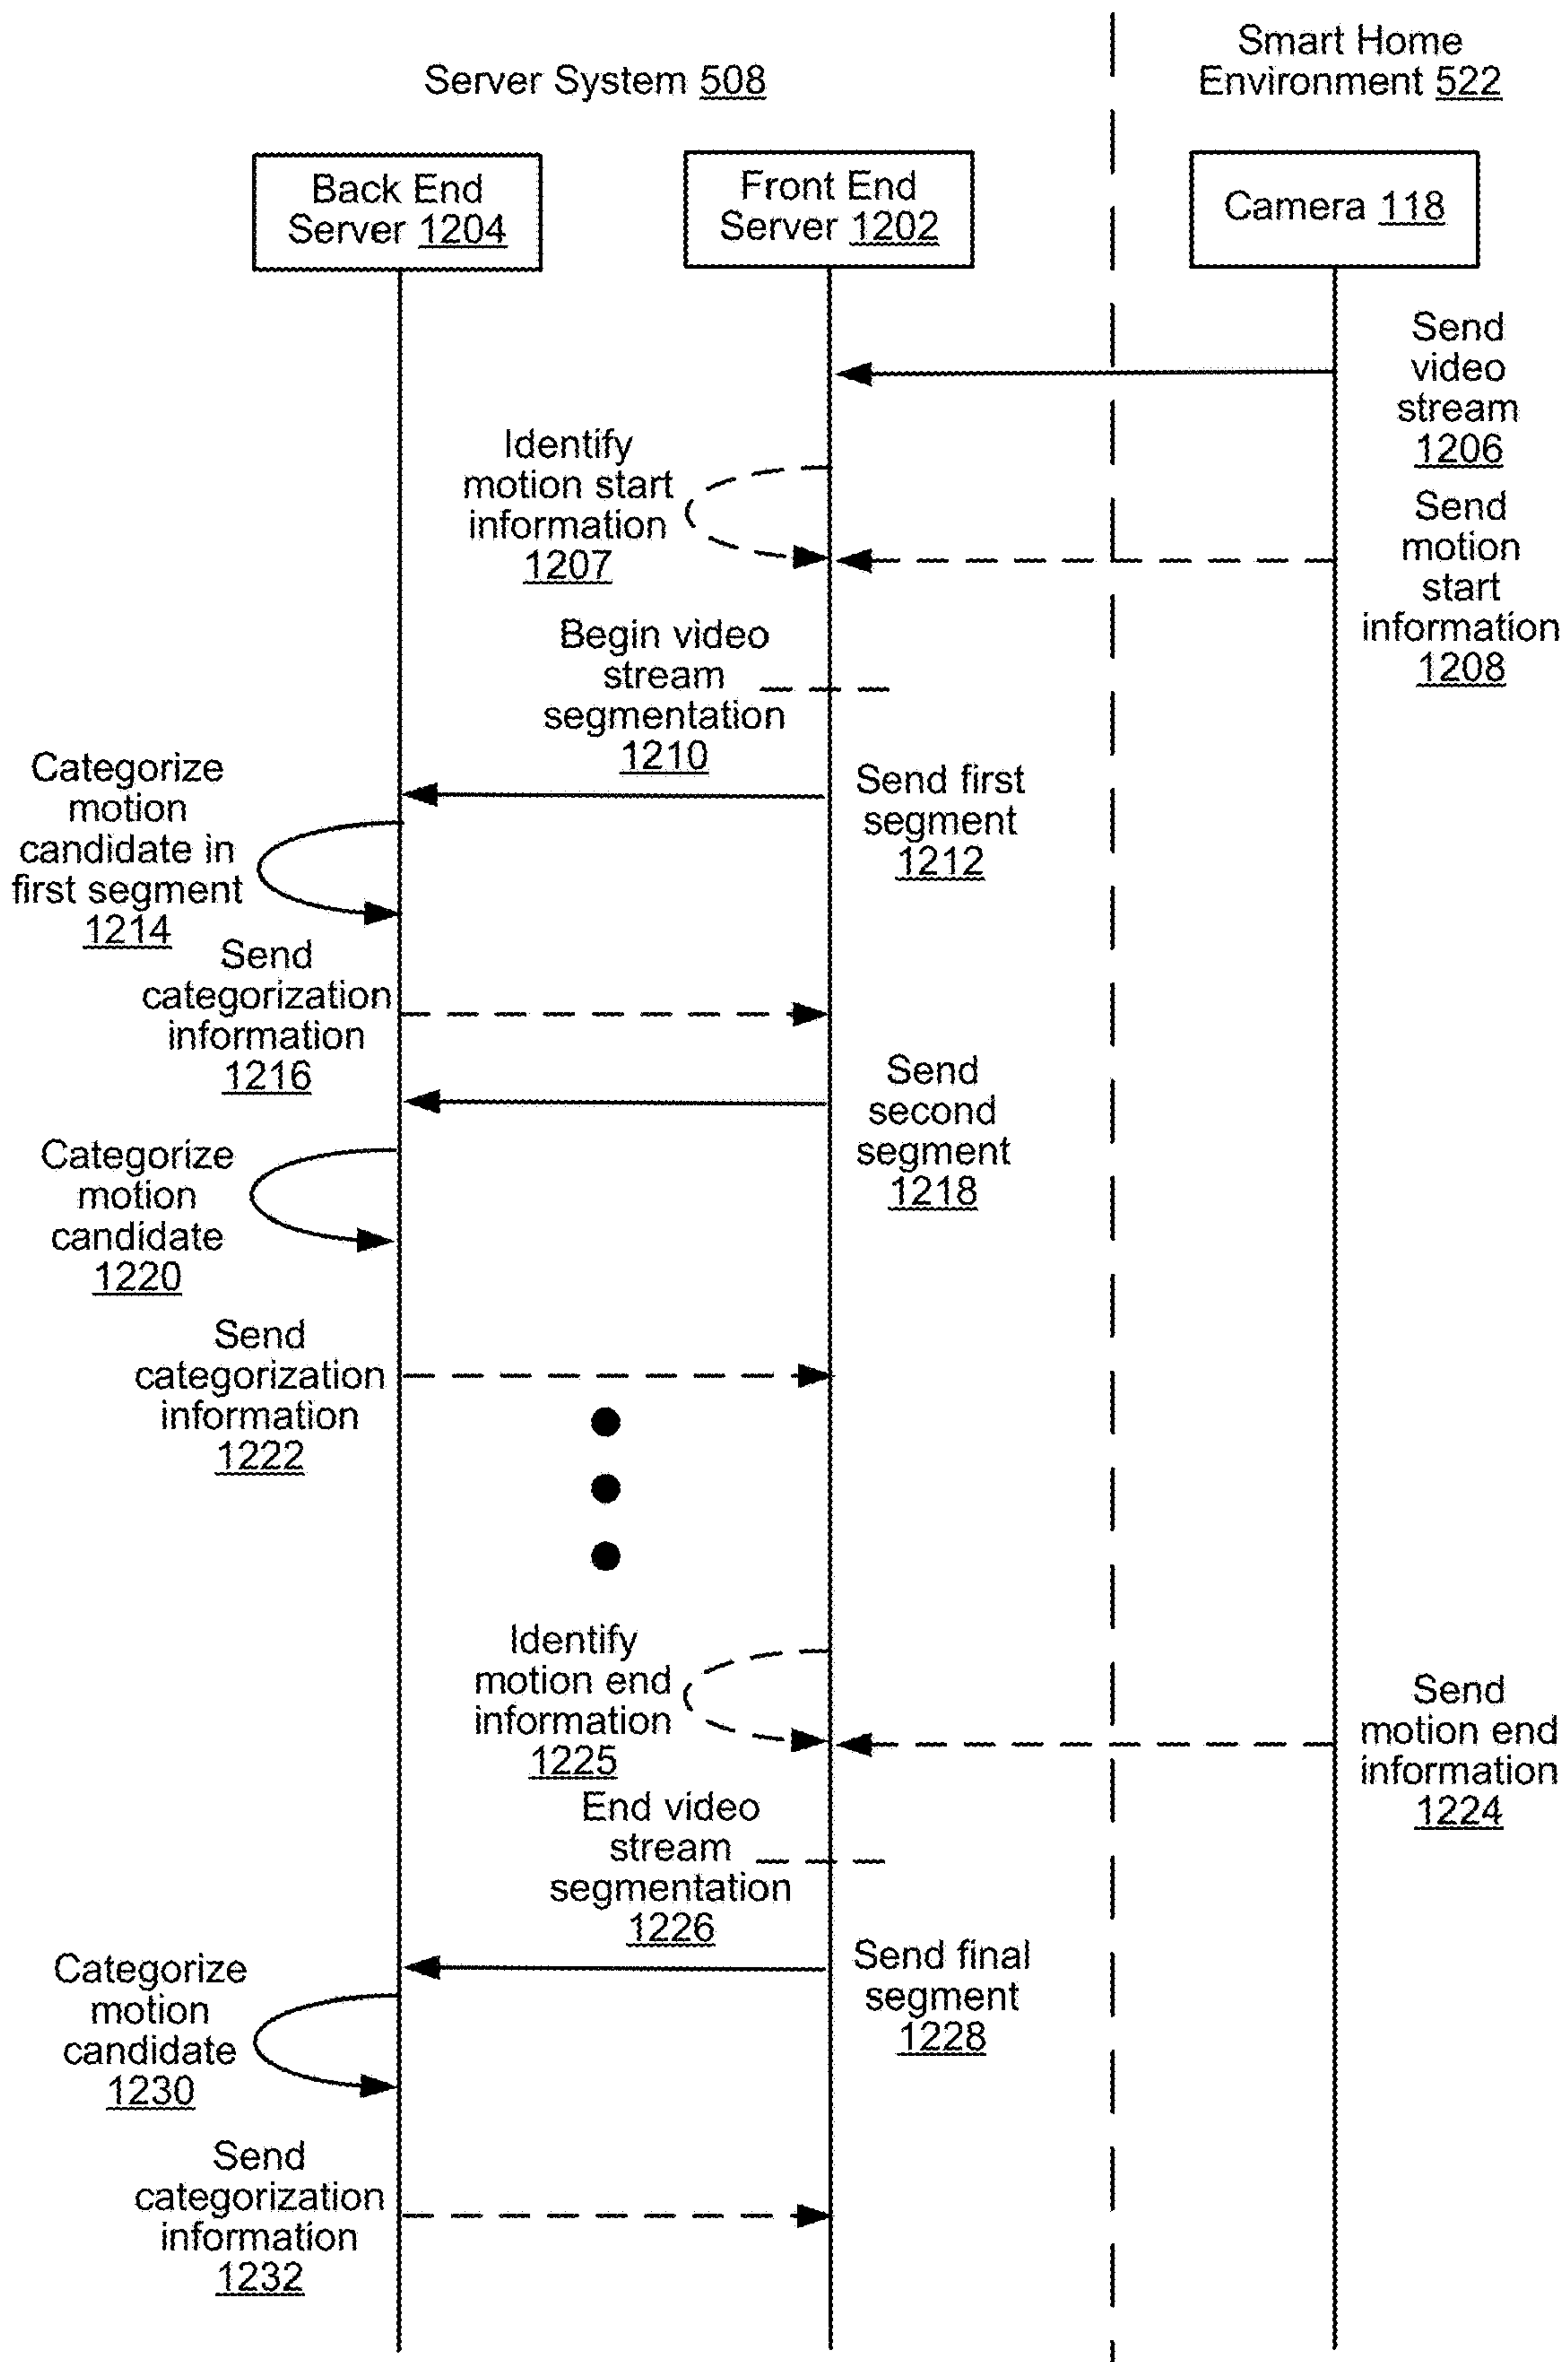 Server System 508
Smart Home
Environment 522
Back End
Server 1204
Front End
Server 1202
Camera 118
Send
video
stream
1206
Identify
motion start
information
1207
Send
motion
start
information
1208
Begin video
stream
segmentation
1210
Categorize
motion
candidate in
first segment
1214
Send first
segment
1212
Send
categorization
information
1216
Send
second
segment
1218
Categorize
motion
candidate
1220
Send
categorization
information
1222
Identify
motion end
information
1225
Send
motion end
information
1224
End video
stream
segmentation
1226
Send final
segment
1228
Categorize
motion
candidate
1230
Send
categorization
information
1232